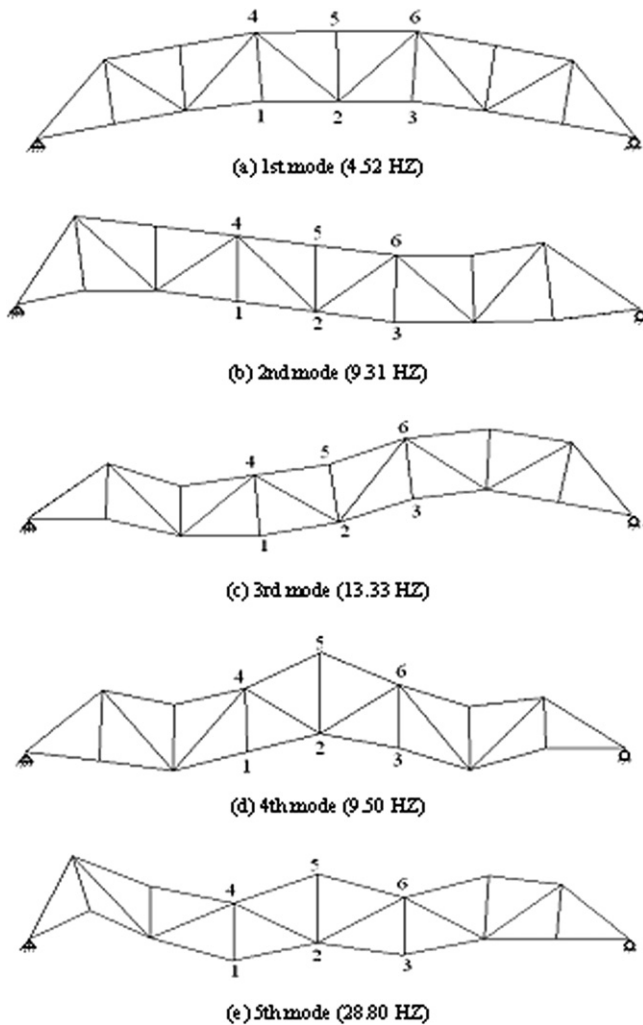 4 5 6
1 2 3
(a) 1st mode (4.52 HZ)
4 5 6
1 2 3
(b) 2nd mode (9.31 HZ)
4 5 6
1 2 3
(c) 3rd mode (13.33 HZ)
4 5 6
1 2 3
(d) 4th mode (9.50 HZ)
4 5 6
1 2 3
(e) 5th mode (28.80 HZ)